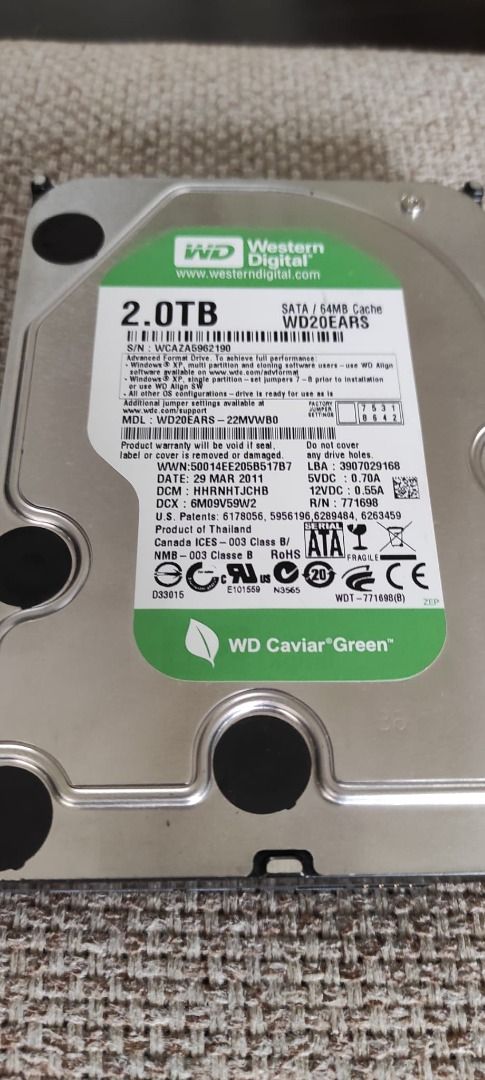 WD Western Digital
www.westerndigital.com
2.0TB
SATA / 64MB Cache
WD20EARS
S/N : WCAZA5962190
Advanced Format Drive. To achieve full performance:
- Windows® XP, multi partition and cloning software users - use WD Align
software available on www.wdc.com/advformat
- Windows® XP, single partition - set jumpers 7-8 prior to installation
or use WD Align SW
- All other OS configurations - drive is ready for use as is
Additional jumper settings available at
www.wdc.com/support
FACTORY JUMPER SETTINGS
7 5 3 1
8 6 4 2
MDL : WD20EARS - 22MVWB0
Product warranty will be void if seal,
label or cover is removed or damaged.
Do not cover
any drive holes.
WWN:50014EE205B517B7
LBA : 3907029168
DATE: 29 MAR 2011
5VDC : 0.70A
DCM : HHRNHTJCHB
12VDC : 0.55A
DCX : 6M09V59W2
R/N : 771698
U.S. Patents: 6178056, 5956196, 6289484, 6263459
Product of Thailand
Canada ICES - 003 Class B/
NMB - 003 Classe B
RoHS
SERIAL ATA
FRAGILE
c RU us
20
CE
D33015
E101559
N3565
WDT - 771698(B)
ZEP
WD Caviar® Green™